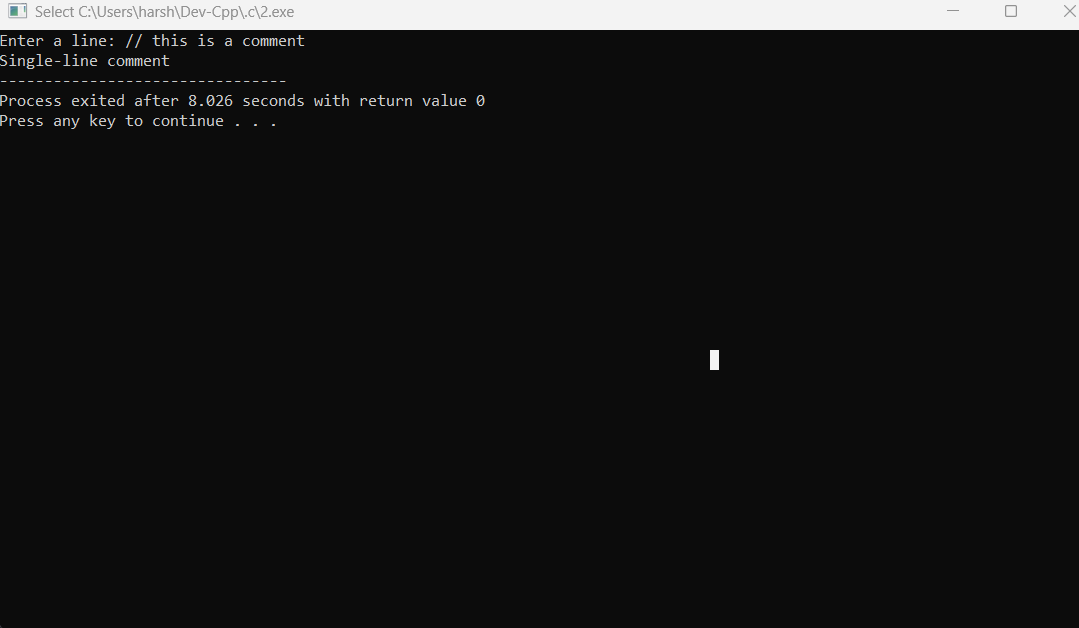 Select C:\Users\harsh\Dev-Cpp\.c\2.exe
Enter a line: // this is a comment
Single-line comment
--------------------------------
Process exited after 8.026 seconds with return value 0
Press any key to continue . . .